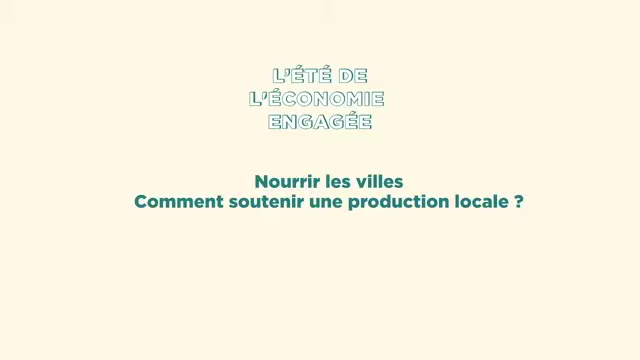 L'ÉTÉ DE
L'ÉCONOMIE
ENGAGÉE
Nourrir les villes
Comment soutenir une production locale ?